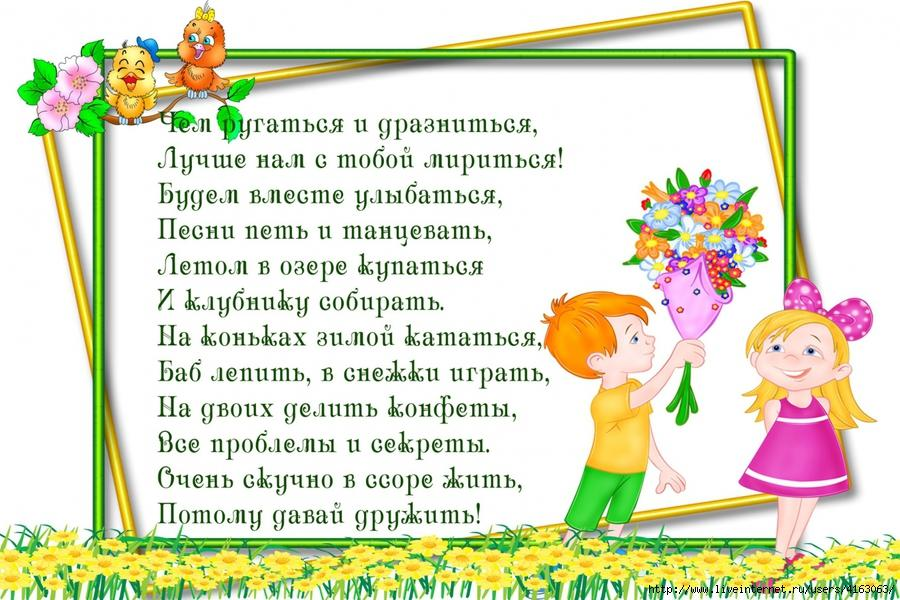 Чем ругаться и дразниться,
Лучше нам с тобой мириться!
Будем вместе улыбаться,
Песни петь и танцевать,
Летом в озере купаться
И клубнику собирать.
На коньках зимой кататься,
Баб лепить, в снежки играть,
На двоих делить конфеты,
Все проблемы и секреты.
Очень скучно в ссоре жить,
Потому давай дружить!
http://www.liveinternet.ru/users/4163063/